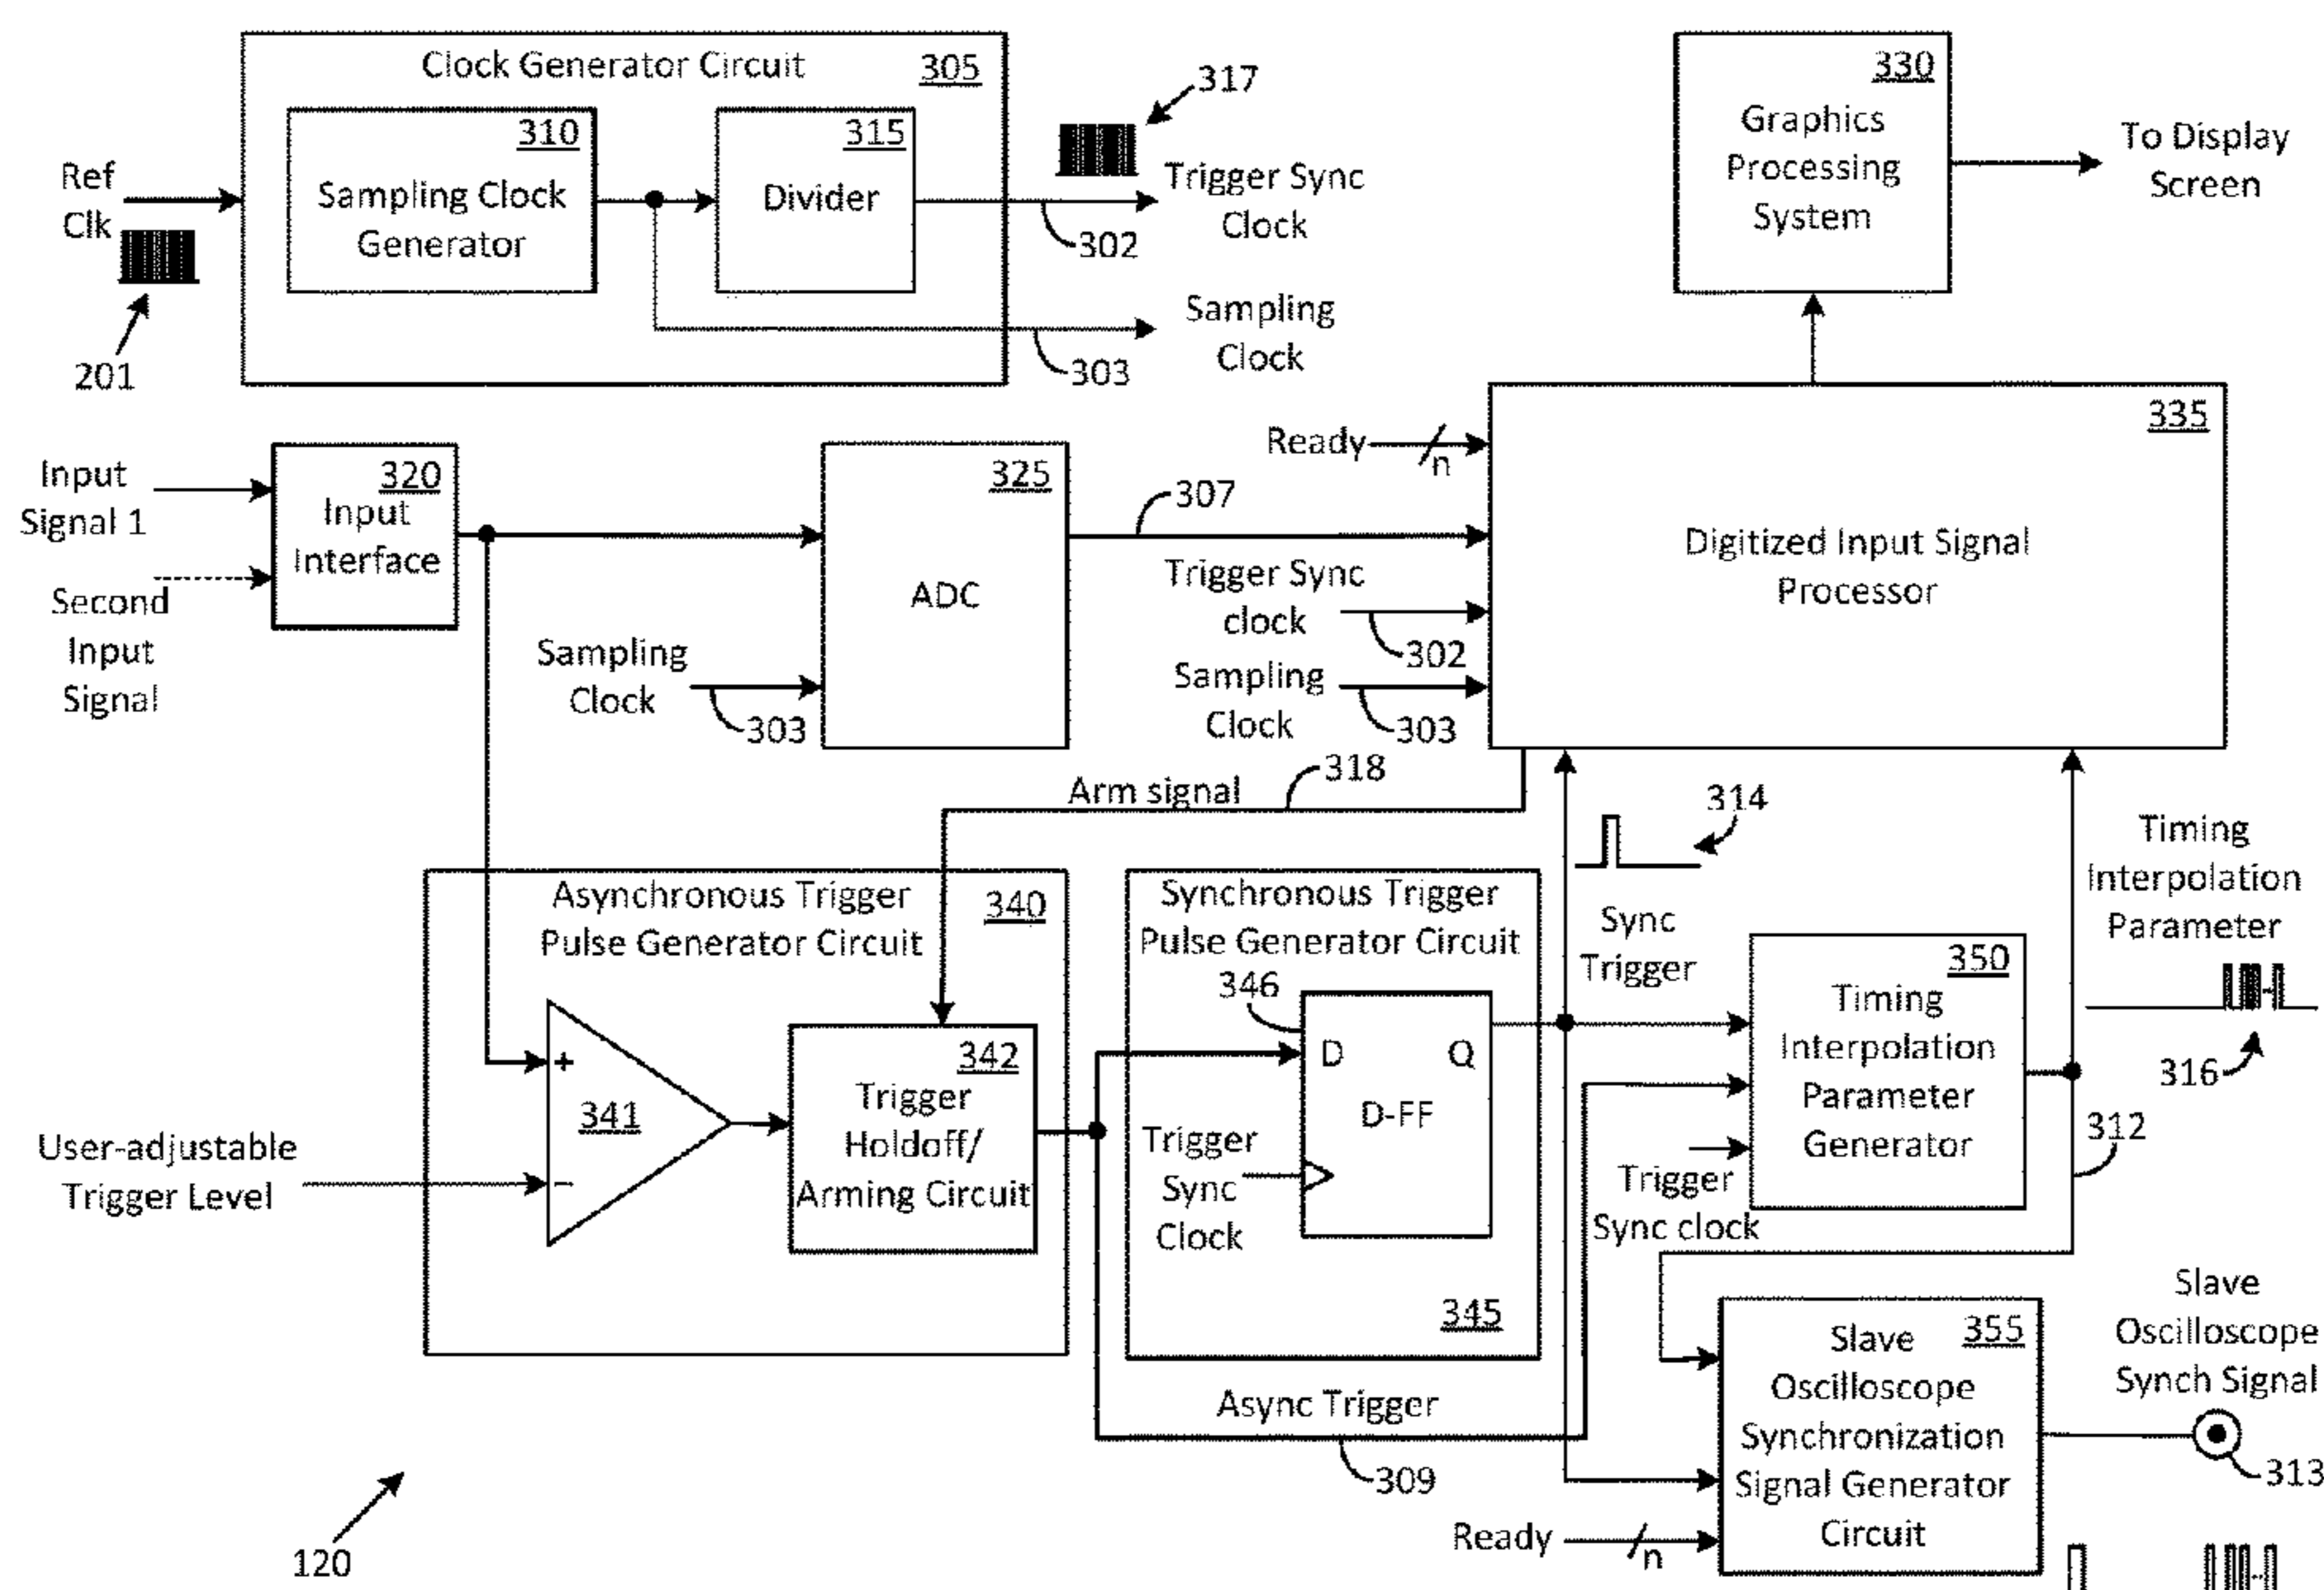 Clock Generator Circuit 305
310
Sampling Clock
Generator
315
Divider
317
Trigger Sync
Clock
302
Ref
Clk
201
Sampling
Clock
303
330
Graphics
Processing
System
To Display
Screen
Input
Signal 1
Second
Input
Signal
320
Input
Interface
325
ADC
Sampling
Clock
303
Ready
n
307
Trigger Sync
clock
302
Sampling
Clock
303
335
Digitized Input Signal
Processor
Arm signal
318
314
Sync
Trigger
Timing
Interpolation
Parameter
316
Asynchronous Trigger
Pulse Generator Circuit
340
+
341
−
342
Trigger
Holdoff/
Arming Circuit
User-adjustable
Trigger Level
Synchronous Trigger
Pulse Generator Circuit
346
D Q
D-FF
Trigger
Sync
Clock
345
350
Timing
Interpolation
Parameter
Generator
Trigger
Sync clock
312
Async Trigger
309
355
Slave
Oscilloscope
Synchronization
Signal Generator
Circuit
Slave
Oscilloscope
Synch Signal
313
Ready
n
120